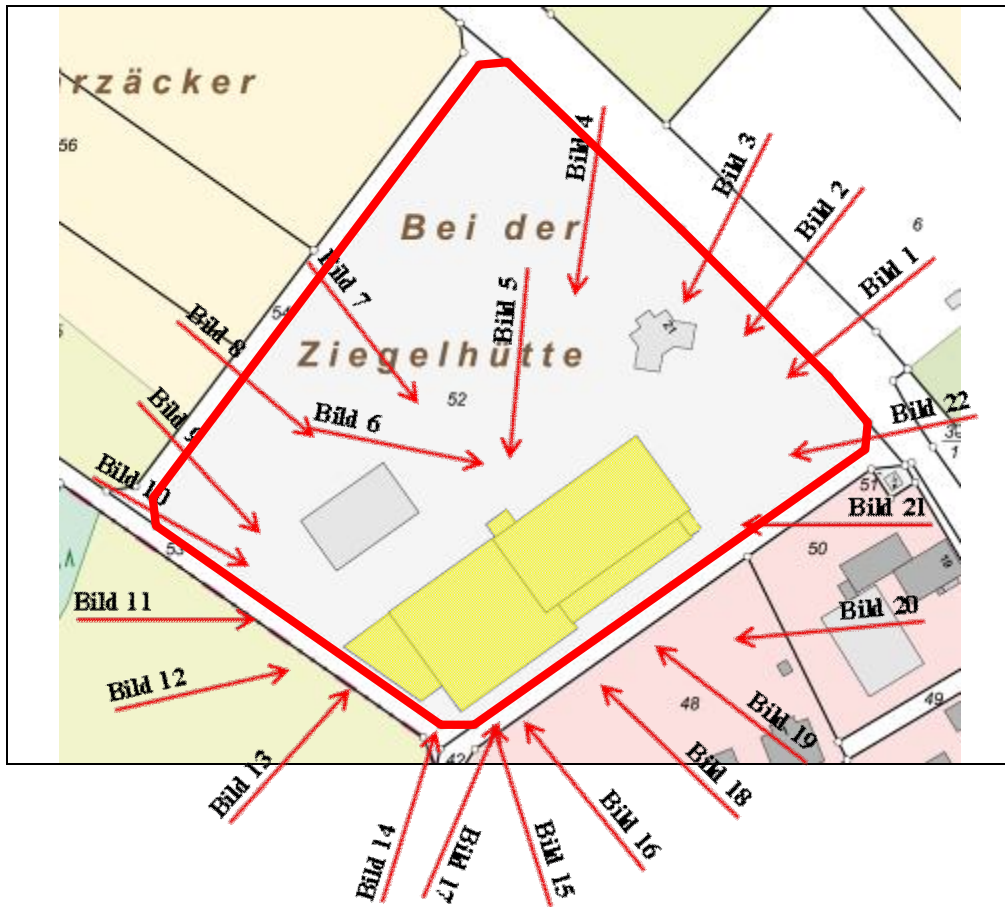 rzäcker
56
Bild 4
Bild 3
Bild 2
6
Bei der
Bild 1
Bild 7
Bild 5
54
Bild 8
21
Ziegelhütte
52
Bild 6
Bild 22
Bild 9
Bild 10
51
Bild 21
53
50
19
Bild 11
Bild 20
Bild 12
48
49
Bild 19
42
Bild 13
Bild 18
Bild 14
Bild 17
Bild 15
Bild 16